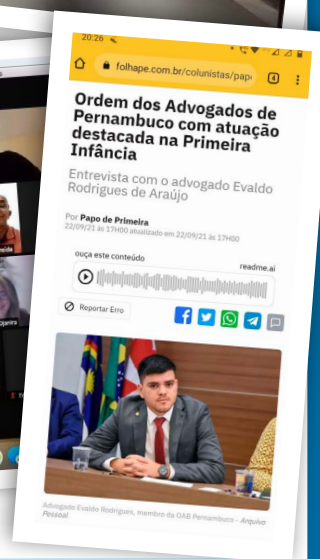 20:26
folhape.com.br/colunistas/pap
4
Ordem dos Advogados de
Pernambuco com atuação
destacada na Primeira
Infância
Entrevista com o advogado Evaldo
Rodrigues de Araújo
Por Papo de Primeira
22/09/21 às 17H00 atualizado em 22/09/21 às 17H00
ouça este conteúdo
readme.ai
Reportar Erro
Advogado Evaldo Rodrigues, membro da OAB Pernambuco - Arquivo
Pessoal
Djanira